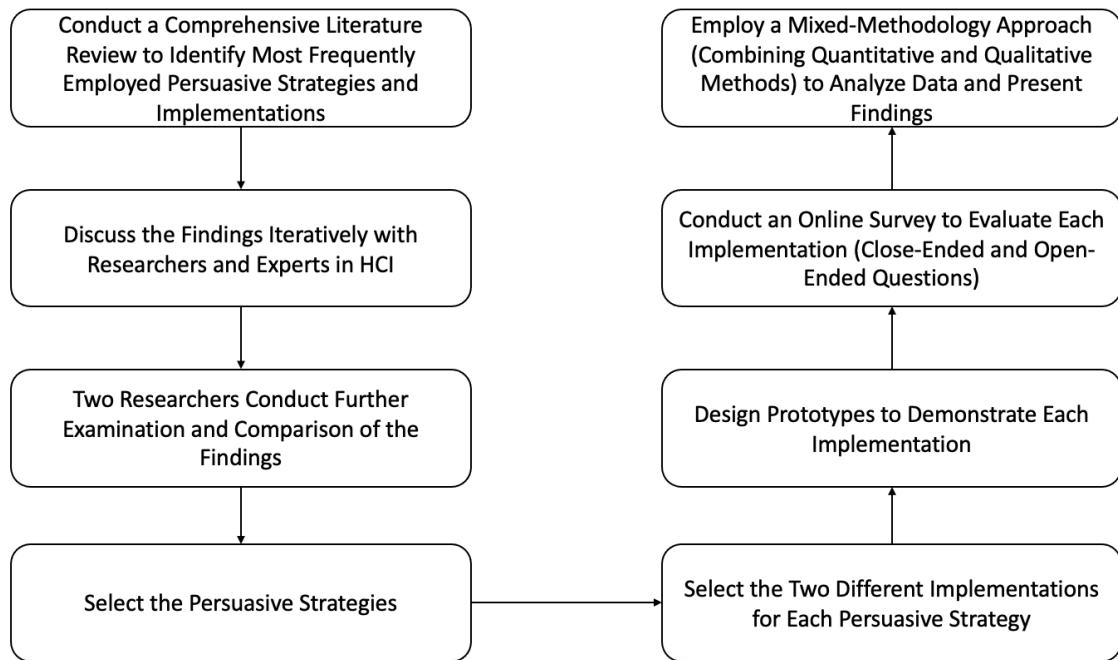 Conduct a Comprehensive Literature
Review to Identify Most Frequently
Employed Persuasive Strategies and
Implementations
Discuss the Findings Iteratively with
Researchers and Experts in HCI
Two Researchers Conduct Further
Examination and Comparison of the
Findings
Select the Persuasive Strategies
Select the Two Different Implementations
for Each Persuasive Strategy
Design Prototypes to Demonstrate Each
Implementation
Conduct an Online Survey to Evaluate Each
Implementation (Close-Ended and Open-
Ended Questions)
Employ a Mixed-Methodology Approach
(Combining Quantitative and Qualitative
Methods) to Analyze Data and Present
Findings